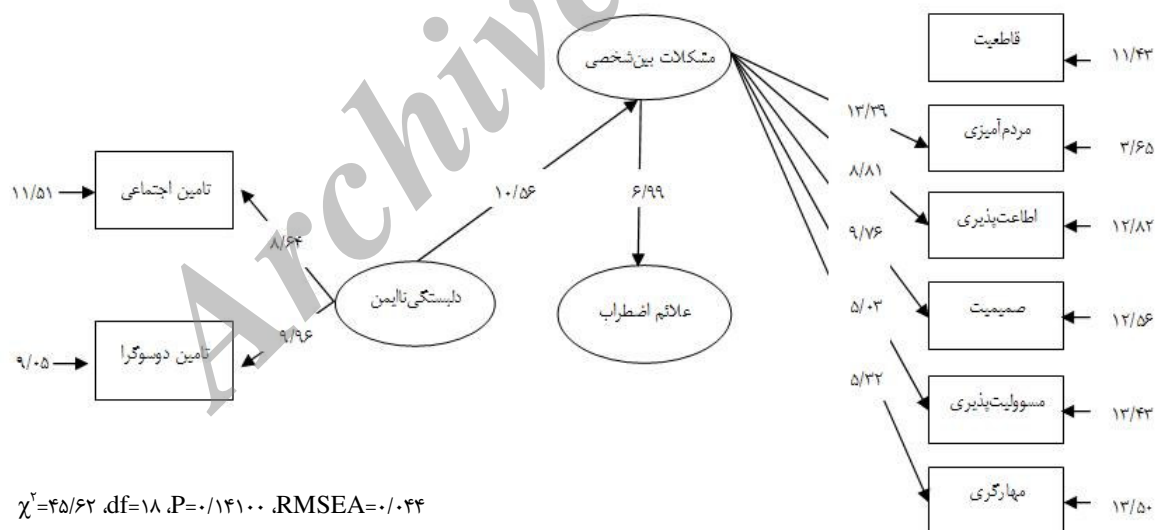 قاطعیت
۱۱/۴۳
مشکلات بین‌شخصی
۱۳/۳۹
مردم‌آمیزی
۳/۶۵
۸/۸۱
تامین اجتماعی
۱۱/۵۱
۱۰/۵۶
۶/۹۹
اطاعت‌پذیری
۱۲/۸۲
۹/۷۶
۸/۶۴
دلبستگی‌ناایمن
علائم اضطراب
۵/۰۳
صمیمیت
۱۲/۵۶
۹/۹۶
تامین دوسوگرا
۹/۰۵
۵/۳۲
مسوولیت‌پذیری
۱۳/۴۳
مهارگری
۱۳/۵۰
χ۲=۴۵/۶۲ ،df=۱۸ ،P=۰/۱۴۱۰۰ ،RMSEA=۰/۰۴۴
Archive